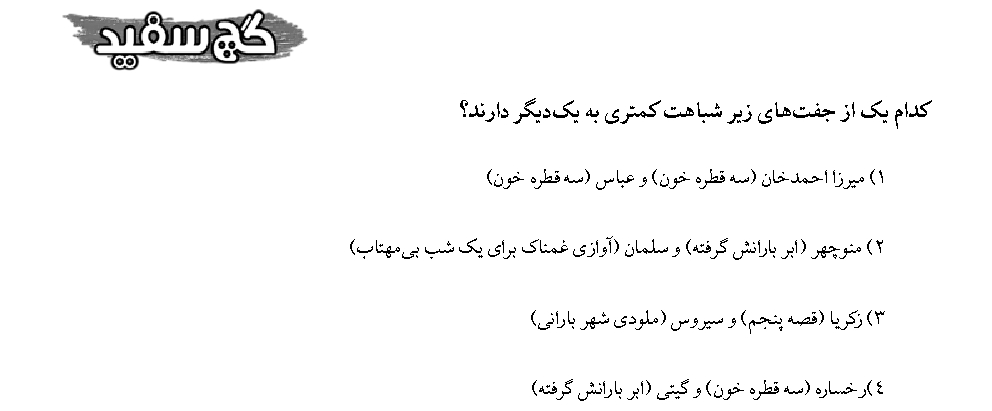 گچ سفید
کدام یک از جفت‌های زیر شباهت کمتری به یک‌دیگر دارند؟
۱) میرزا احمدخان (سه قطره خون) و عباس (سه قطره خون)
۲) منوچهر (ابر بارانش گرفته) و سلمان (آوازی غمناک برای یک شب بی‌مهتاب)
۳) زکریا (قصه پنجم) و سیروس (ملودی شهر بارانی)
٤)رخساره (سه قطره خون) و گیتی (ابر بارانش گرفته)